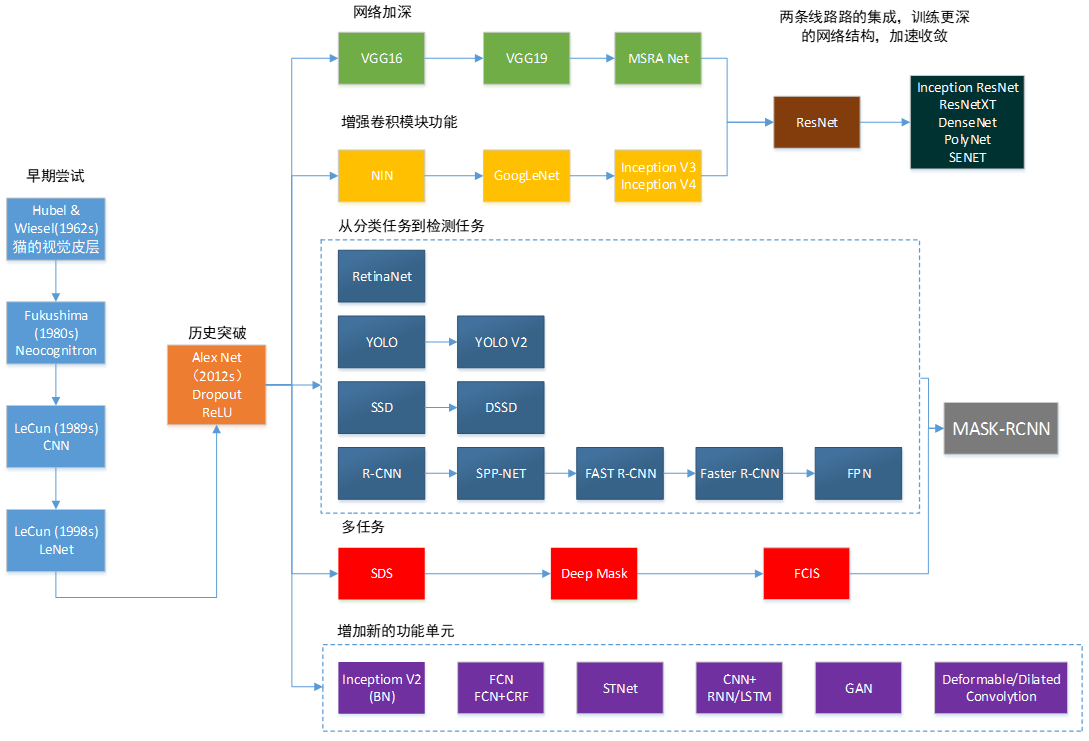 网络加深
两条线路路的集成，训练更深
的网络结构，加速收敛
VGG16
VGG19
MSRA Net
增强卷积模块功能
NIN
GoogLeNet
Inception V3
Inception V4
ResNet
Inception ResNet
ResNetXT
DenseNet
PolyNet
SENET
早期尝试
Hubel &
Wiesel(1962s)
猫的视觉皮层
Fukushima
(1980s)
Neocognitron
LeCun (1989s)
CNN
LeCun (1998s)
LeNet
历史突破
Alex Net
（2012s）
Dropout
ReLU
从分类任务到检测任务
RetinaNet
YOLO
YOLO V2
SSD
DSSD
R-CNN
SPP-NET
FAST R-CNN
Faster R-CNN
FPN
MASK-RCNN
多任务
SDS
Deep Mask
FCIS
增加新的功能单元
Inceptiom V2
(BN)
FCN
FCN+CRF
STNet
CNN+
RNN/LSTM
GAN
Deformable/Dilated
Convolytion